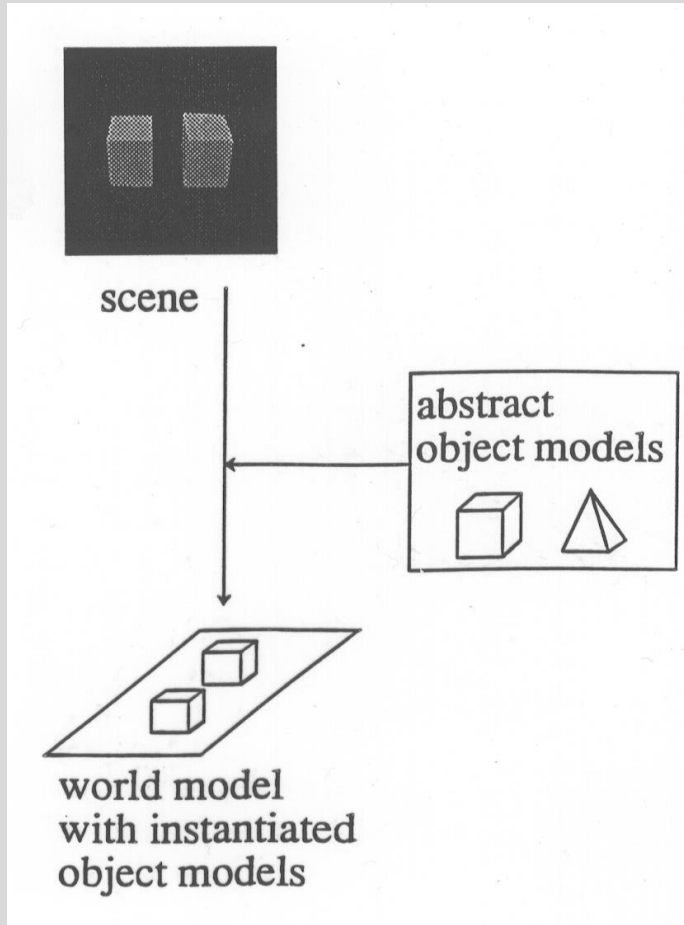 scene
abstract
object models
world model
with instantiated
object models